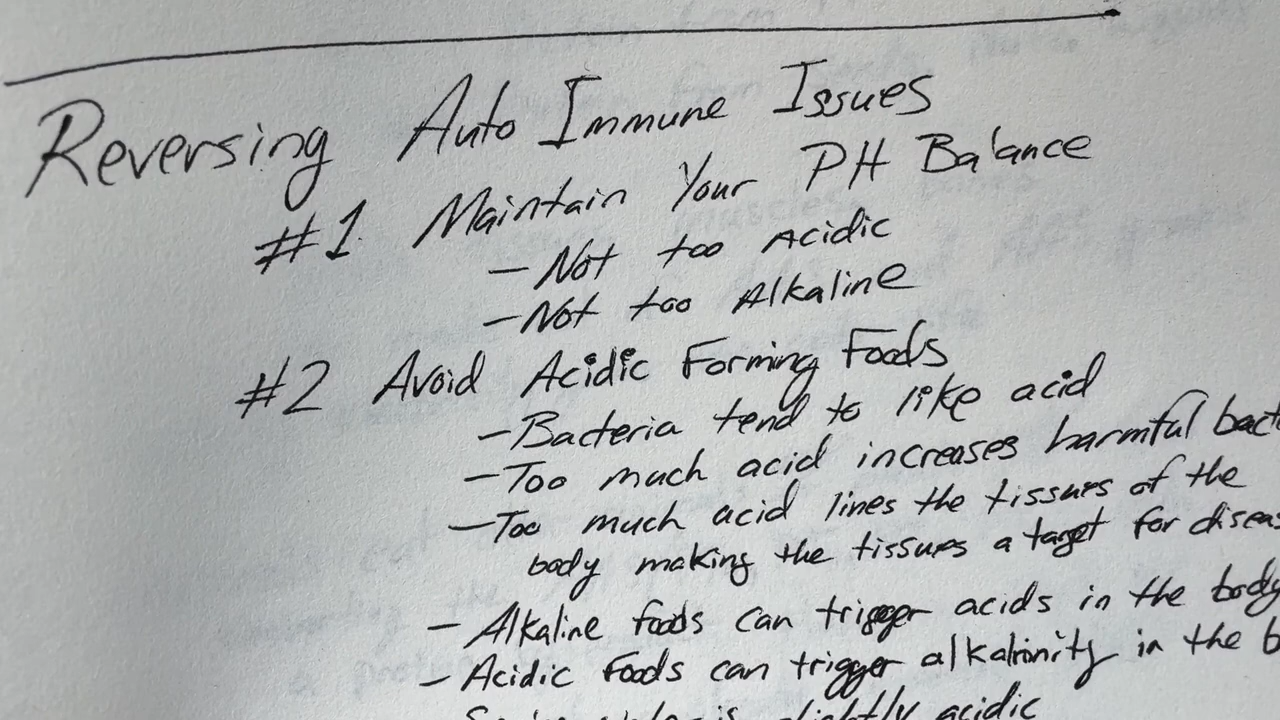 Reversing Auto Immune Issues
#1 Maintain Your PH Balance
- Not too Acidic
- Not too Alkaline
#2 Avoid Acidic Forming Foods
- Bacteria tend to like acid
- Too much acid increases harmful
- Too much acid lines the tissues of the
body making the tissues a target for
- Alkaline foods can trigger acids in the body
- Acidic Foods can trigger alkalinity in the
is slightly acidic